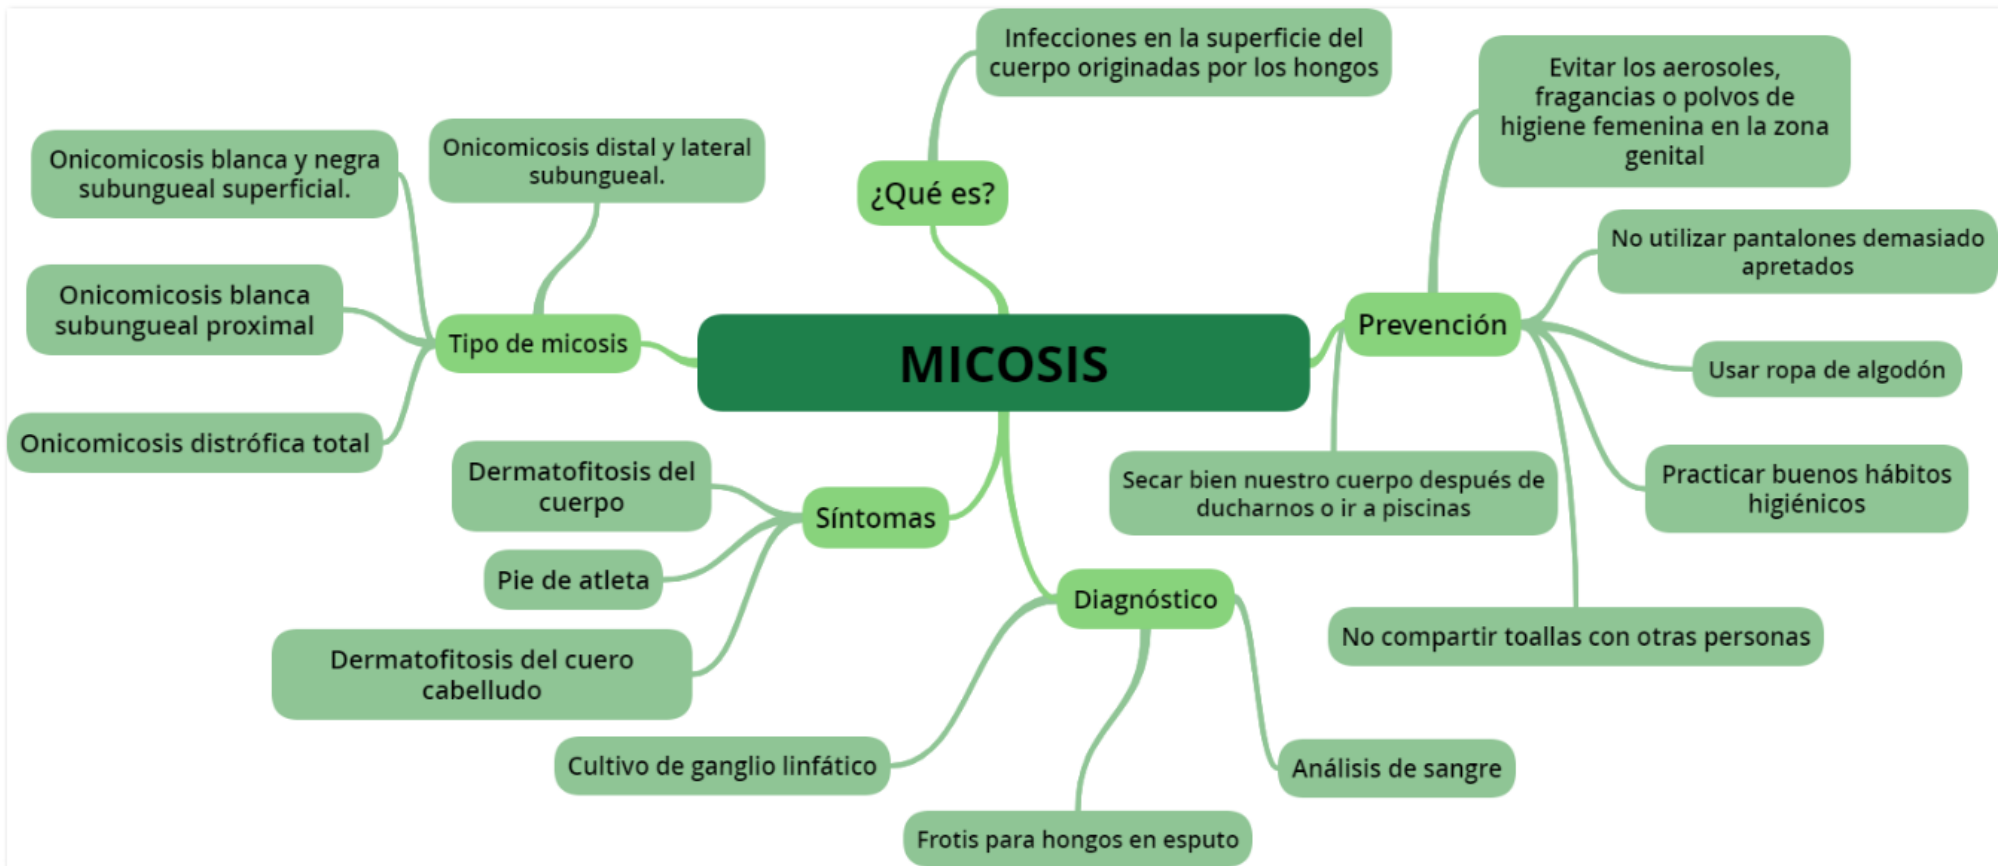 MICOSIS
¿Qué es?
Infecciones en la superficie del
cuerpo originadas por los hongos
Prevención
Evitar los aerosoles,
fragancias o polvos de
higiene femenina en la zona
genital
No utilizar pantalones demasiado
apretados
Usar ropa de algodón
Practicar buenos hábitos
higiénicos
No compartir toallas con otras personas
Secar bien nuestro cuerpo después de
ducharnos o ir a piscinas
Diagnóstico
Análisis de sangre
Frotis para hongos en esputo
Cultivo de ganglio linfático
Síntomas
Dermatofitosis del
cuerpo
Pie de atleta
Dermatofitosis del cuero
cabelludo
Tipo de micosis
Onicomicosis distal y lateral
subungueal.
Onicomicosis blanca y negra
subungueal superficial.
Onicomicosis blanca
subungueal proximal
Onicomicosis distrófica total